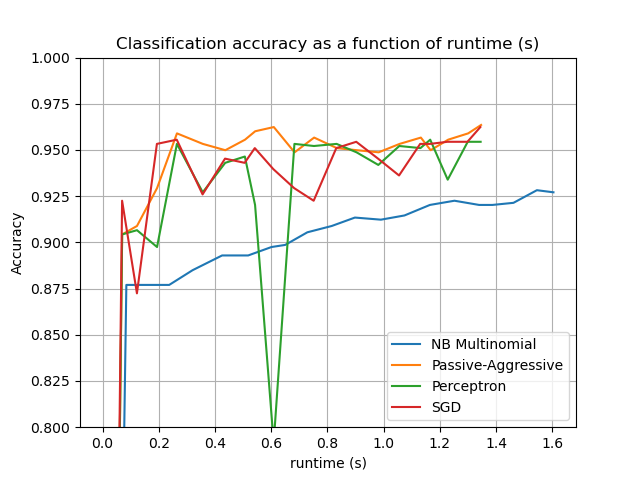 Classification accuracy as a function of runtime (s)
1.000
0.975
0.950
0.925
0.900
0.875
0.850
0.825
0.800
Accuracy
NB Multinomial
Passive-Aggressive
Perceptron
SGD
0.0 0.2 0.4 0.6 0.8 1.0 1.2 1.4 1.6
runtime (s)